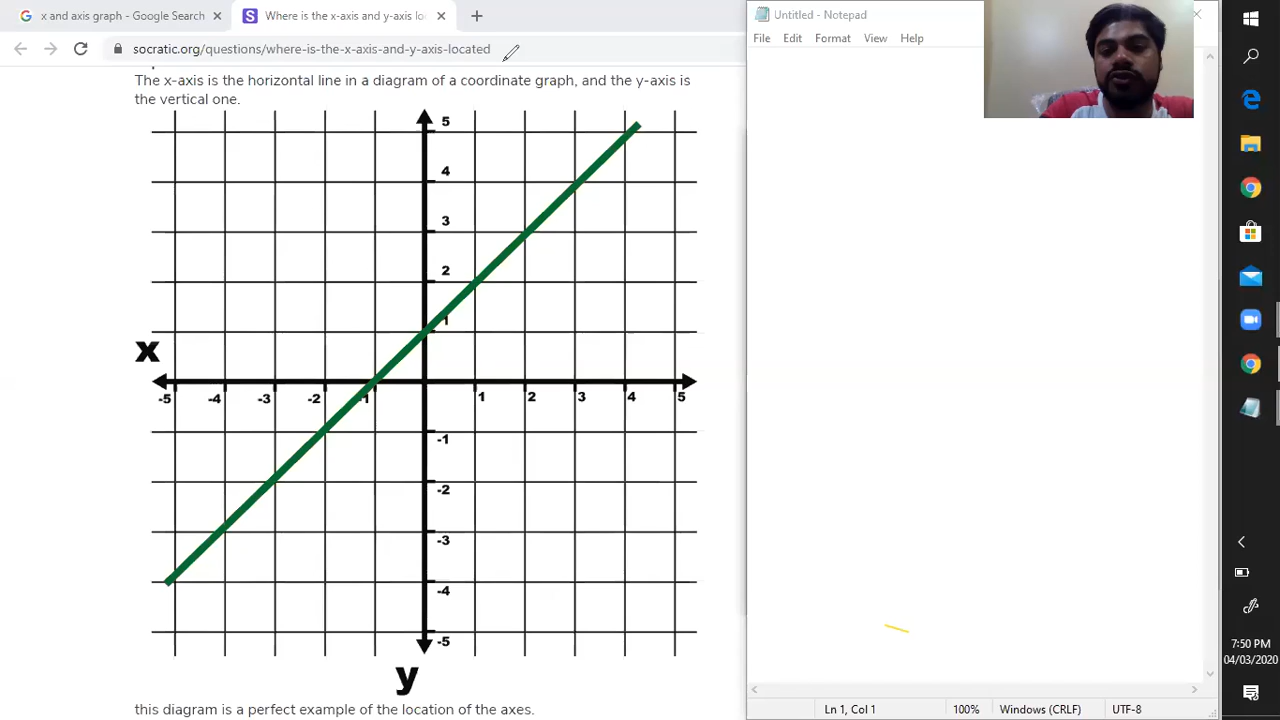 x and axis graph - Google Search
Where is the x-axis and y-axis lo
Untitled - Notepad
socratic.org/questions/where-is-the-x-axis-and-y-axis-located
File Edit Format View Help
The x-axis is the horizontal line in a diagram of a coordinate graph, and the y-axis is
the vertical one.
5
4
3
2
1
x
-5 -4 -3 -2 -1 1 2 3 4 5
-1
-2
-3
-4
-5
y
this diagram is a perfect example of the location of the axes.
Ln 1, Col 1 100% Windows (CRLF) UTF-8
7:50 PM
04/03/2020